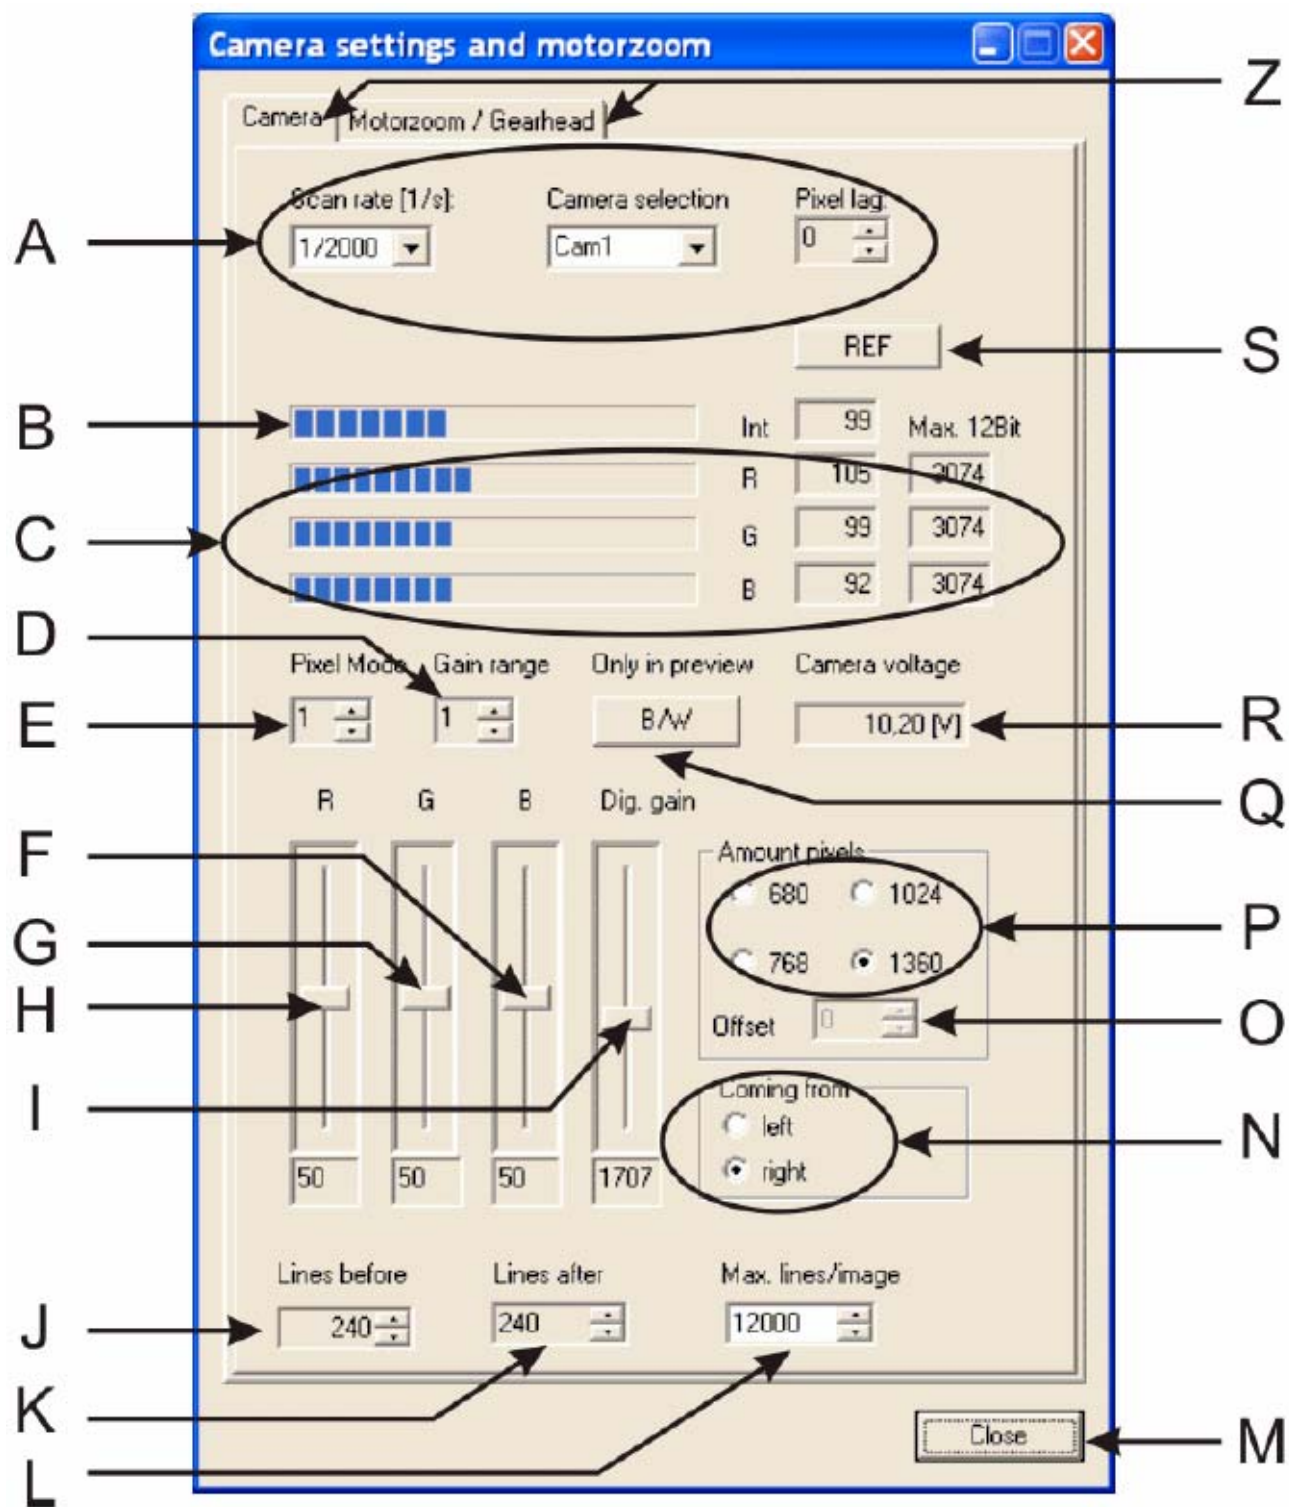 Camera settings and motorzoom
Z
Camera Motorzoom / Gearhead
Scan rate [1/s]: Camera selection Pixel lag:
A 1/2000 Cam1 0
REF S
B Int 99 Max. 12Bit
R 105 3074
C G 99 3074
B 92 3074
D
Pixel Mode Gain range Only in preview Camera voltage
E 1 1 B/W 10,20 [V] R
R G B Dig. gain Q
F Amount pixels
680 1024
G P
768 1360
H Offset 0 O
I Coming from
left N
right
50 50 50 1707
Lines before Lines after Max. lines/image
J 240 240 12000
K
Close M
L